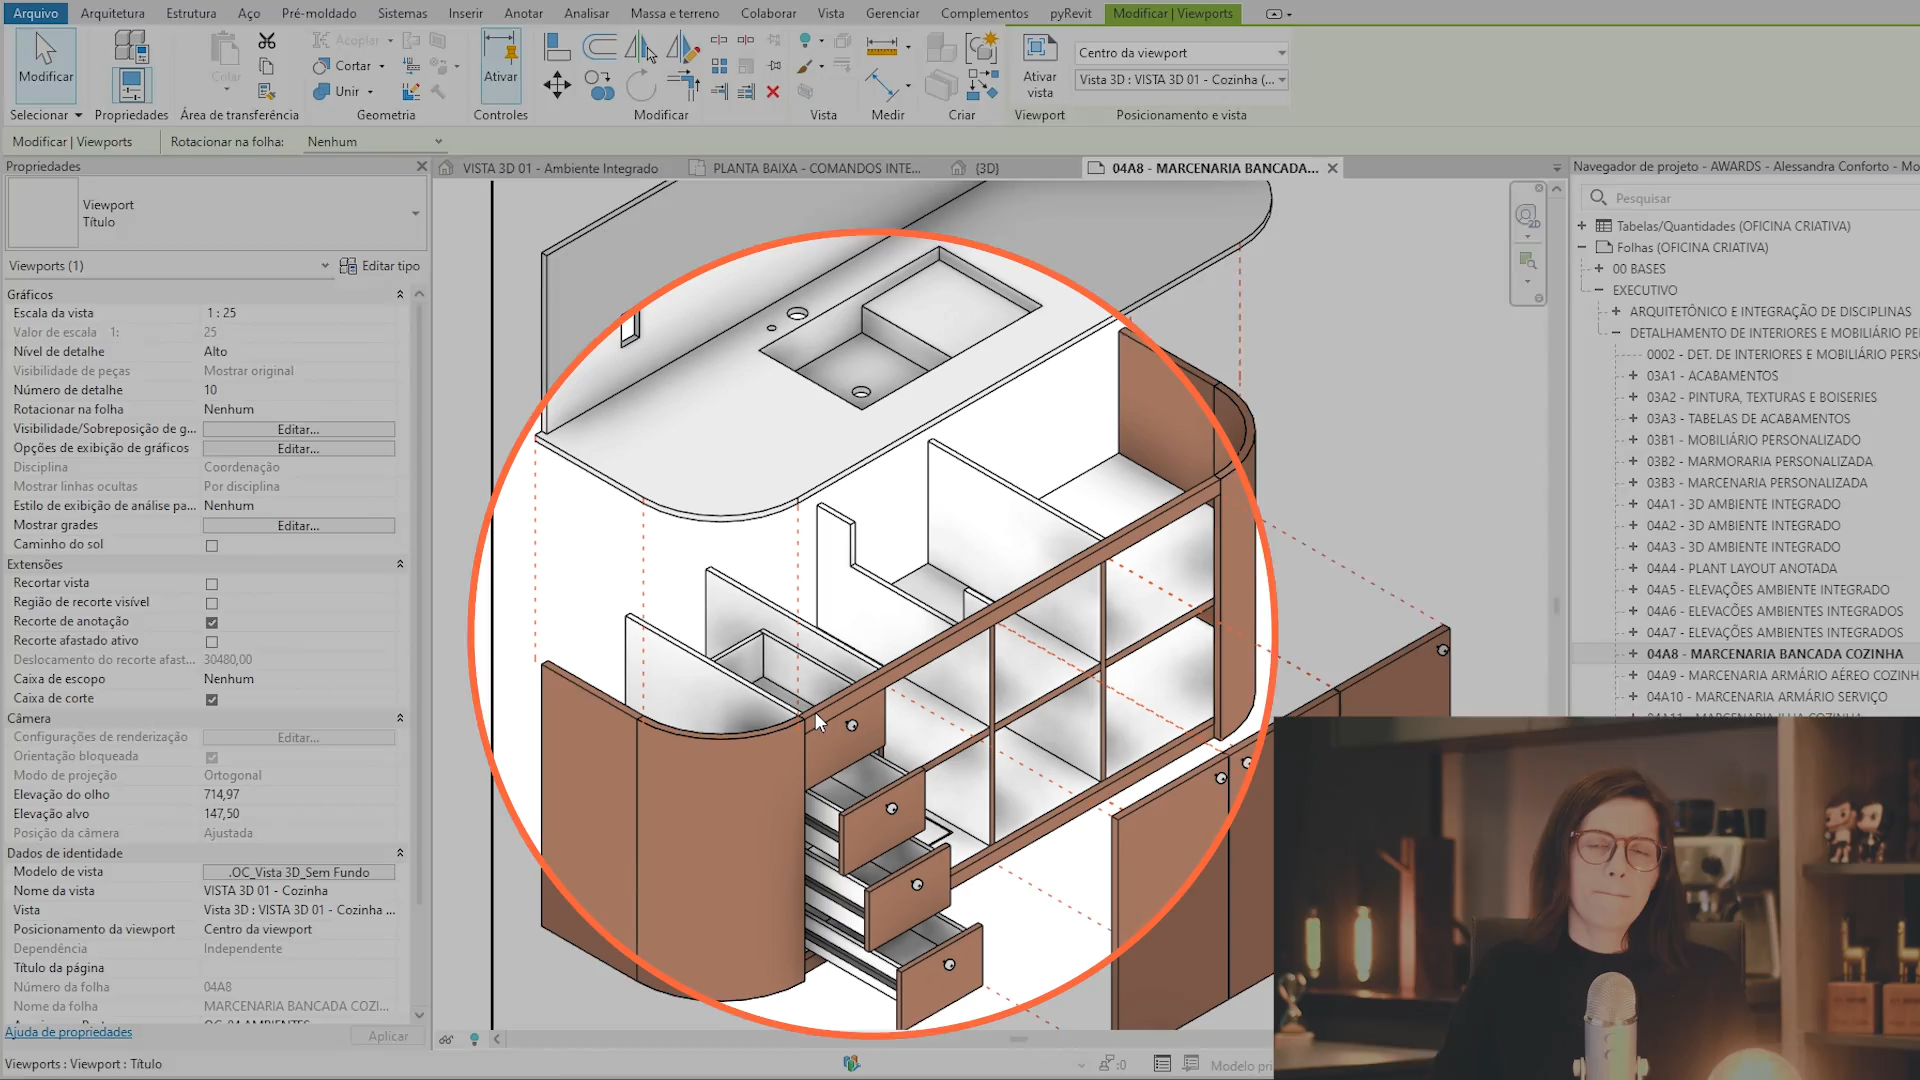 Arquivo Arquitetura Estrutura Aço Pré-moldado Sistemas Inserir Anotar Analisar Massa e terreno Colaborar Vista Gerenciar Complementos pyRevit Modificar | Viewports
Modificar
Colar
Acoplar
Cortar
Unir
Ativar
Ativar vista
Centro da viewport
Vista 3D : VISTA 3D 01 - Cozinha (...
Selecionar Propriedades Área de transferência Geometria Controles Modificar Vista Medir Criar Viewport Posicionamento e vista
Modificar | Viewports Rotacionar na folha: Nenhum
Propriedades
VISTA 3D 01 - Ambiente Integrado
PLANTA BAIXA - COMANDOS INTE...
{3D}
04A8 - MARCENARIA BANCADA...
Viewport
Título
Viewports (1) Editar tipo
Gráficos
Escala da vista 1 : 25
Valor de escala 1: 25
Nível de detalhe Alto
Visibilidade de peças Mostrar original
Número de detalhe 10
Rotacionar na folha Nenhum
Visibilidade/Sobreposição de g... Editar...
Opções de exibição de gráficos Editar...
Disciplina Coordenação
Mostrar linhas ocultas Por disciplina
Estilo de exibição de análise pa... Nenhum
Mostrar grades Editar...
Caminho do sol
Extensões
Recortar vista
Região de recorte visível
Recorte de anotação
Recorte afastado ativo
Deslocamento do recorte afast... 30480,00
Caixa de escopo Nenhum
Caixa de corte
Câmera
Configurações de renderização Editar...
Orientação bloqueada
Modo de projeção Ortogonal
Elevação do olho 714,97
Elevação alvo 147,50
Posição da câmera Ajustada
Dados de identidade
Modelo de vista .OC_Vista 3D_Sem Fundo
Nome da vista VISTA 3D 01 - Cozinha
Vista Vista 3D : VISTA 3D 01 - Cozinha ...
Posicionamento da viewport Centro da viewport
Dependência Independente
Título da página
Número da folha 04A8
Nome da folha MARCENARIA BANCADA COZI...
Ajuda de propriedades Aplicar
Viewports : Viewport : Título
:0
Modelo pri
Navegador de projeto - AWARDS - Alessandra Conforto - Mo
Pesquisar
2D
Tabelas/Quantidades (OFICINA CRIATIVA)
Folhas (OFICINA CRIATIVA)
00 BASES
EXECUTIVO
ARQUITETÔNICO E INTEGRAÇÃO DE DISCIPLINAS
DETALHAMENTO DE INTERIORES E MOBILIÁRIO PE
0002 - DET. DE INTERIORES E MOBILIÁRIO PERS
03A1 - ACABAMENTOS
03A2 - PINTURA, TEXTURAS E BOISERIES
03A3 - TABELAS DE ACABAMENTOS
03B1 - MOBILIÁRIO PERSONALIZADO
03B2 - MARMORARIA PERSONALIZADA
03B3 - MARCENARIA PERSONALIZADA
04A1 - 3D AMBIENTE INTEGRADO
04A2 - 3D AMBIENTE INTEGRADO
04A3 - 3D AMBIENTE INTEGRADO
04A4 - PLANT LAYOUT ANOTADA
04A5 - ELEVAÇÕES AMBIENTE INTEGRADO
04A6 - ELEVAÇÕES AMBIENTES INTEGRADOS
04A7 - ELEVAÇÕES AMBIENTES INTEGRADOS
04A8 - MARCENARIA BANCADA COZINHA
04A9 - MARCENARIA ARMÁRIO AÉREO COZINH
04A10 - MARCENARIA ARMÁRIO SERVIÇO